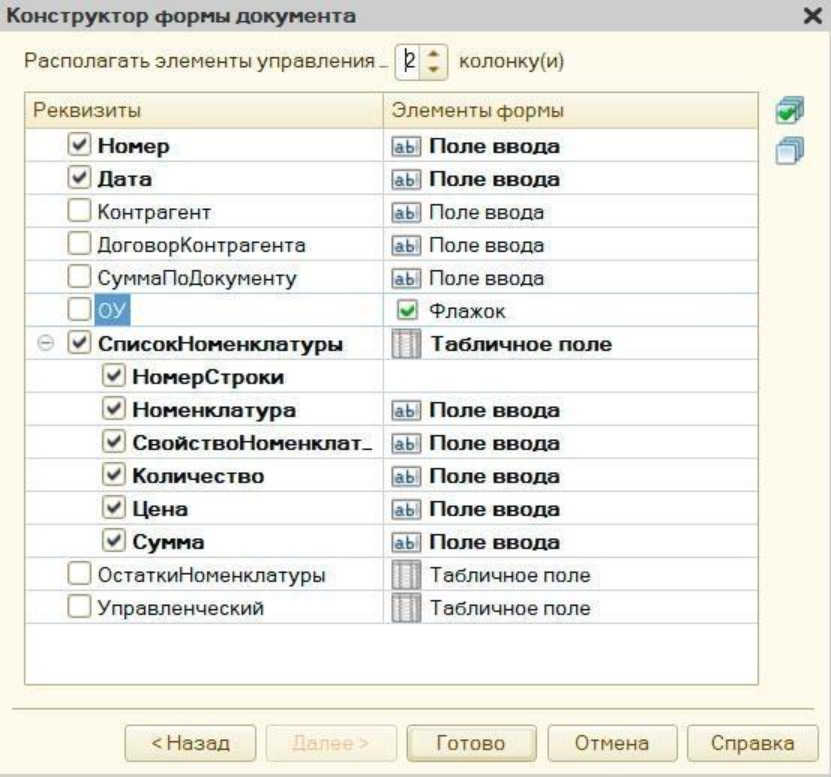 Конструктор формы документа
Располагать элементы управления ... 2 колонку(и)
Реквизиты Элементы формы
Номер Поле ввода
Дата Поле ввода
Контрагент Поле ввода
ДоговорКонтрагента Поле ввода
СуммаПоДокументу Поле ввода
ОУ Флажок
СписокНоменклатуры Табличное поле
НомерСтроки
Номенклатура Поле ввода
СвойствоНоменклат... Поле ввода
Количество Поле ввода
Цена Поле ввода
Сумма Поле ввода
ОстаткиНоменклатуры Табличное поле
Управленческий Табличное поле
< Назад Далее > Готово Отмена Справка